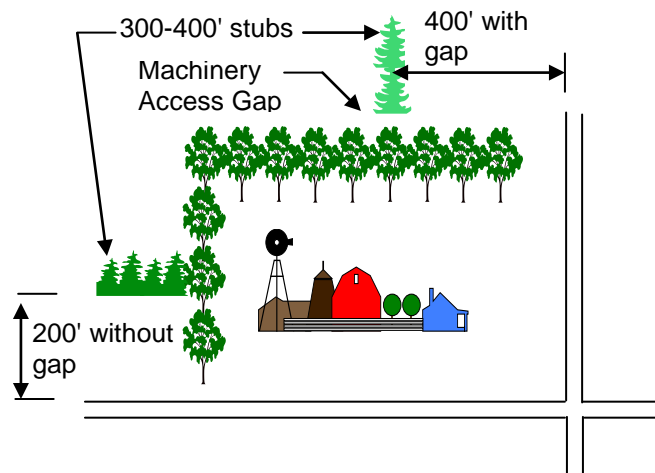 300-400' stubs
400' with
gap
Machinery
Access Gap
200' without
gap